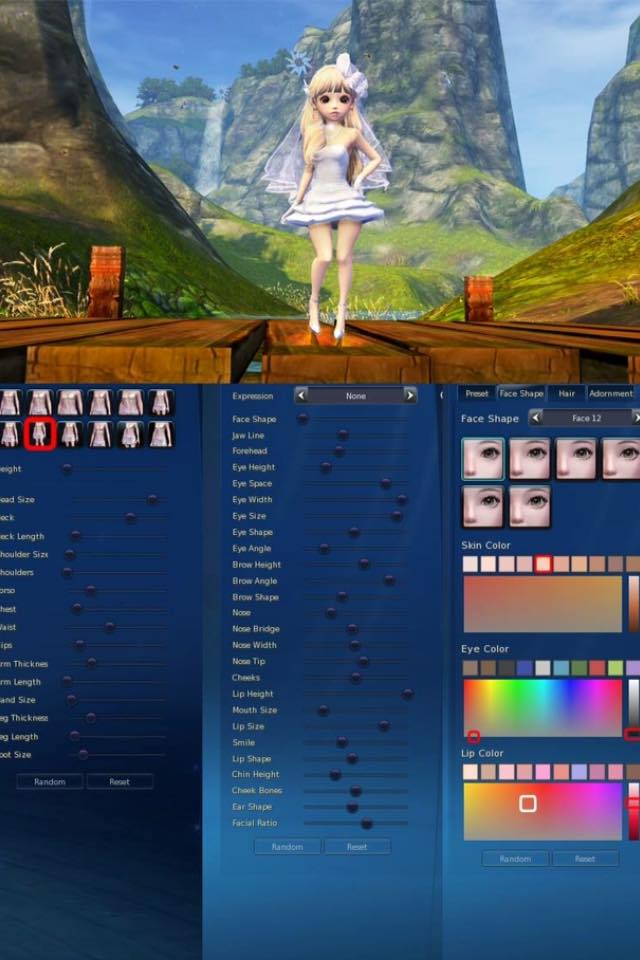 eight
ead Size
eck
eck Length
houlder Size
houlders
orso
hest
Waist
ips
rm Thicknes
rm Length
and Size
eg Thickness
eg Length
oot Size
Random Reset
Expression None
Face Shape
Jaw Line
Forehead
Eye Height
Eye Space
Eye Width
Eye Size
Eye Shape
Eye Angle
Brow Height
Brow Angle
Brow Shape
Nose
Nose Bridge
Nose Width
Nose Tip
Cheeks
Lip Height
Mouth Size
Lip Size
Smile
Lip Shape
Chin Height
Cheek Bones
Ear Shape
Facial Ratio
Random Reset
Preset Face Shape Hair Adornment
Face Shape Face 12
Skin Color
Eye Color
Lip Color
Random Reset